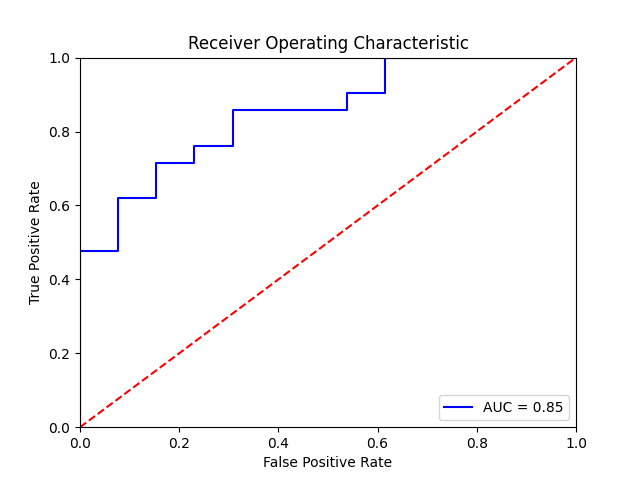 Receiver Operating Characteristic
True Positive Rate
1.0
0.8
0.6
0.4
0.2
0.0
AUC = 0.85
0.0 0.2 0.4 0.6 0.8 1.0
False Positive Rate